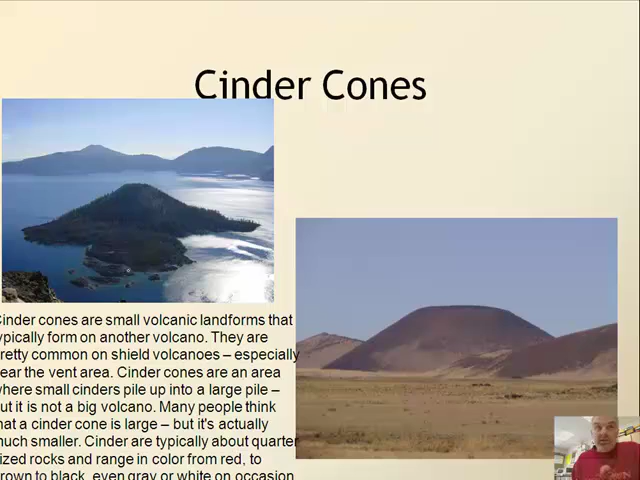 Cinder Cones
Cinder cones are small volcanic landforms that
typically form on another volcano. They are
pretty common on shield volcanoes – especially
near the vent area. Cinder cones are an area
where small cinders pile up into a large pile –
but it is not a big volcano. Many people think
that a cinder cone is large – but it's actually
much smaller. Cinder are typically about quarter
sized rocks and range in color from red, to
brown to black, even gray or white on occasion